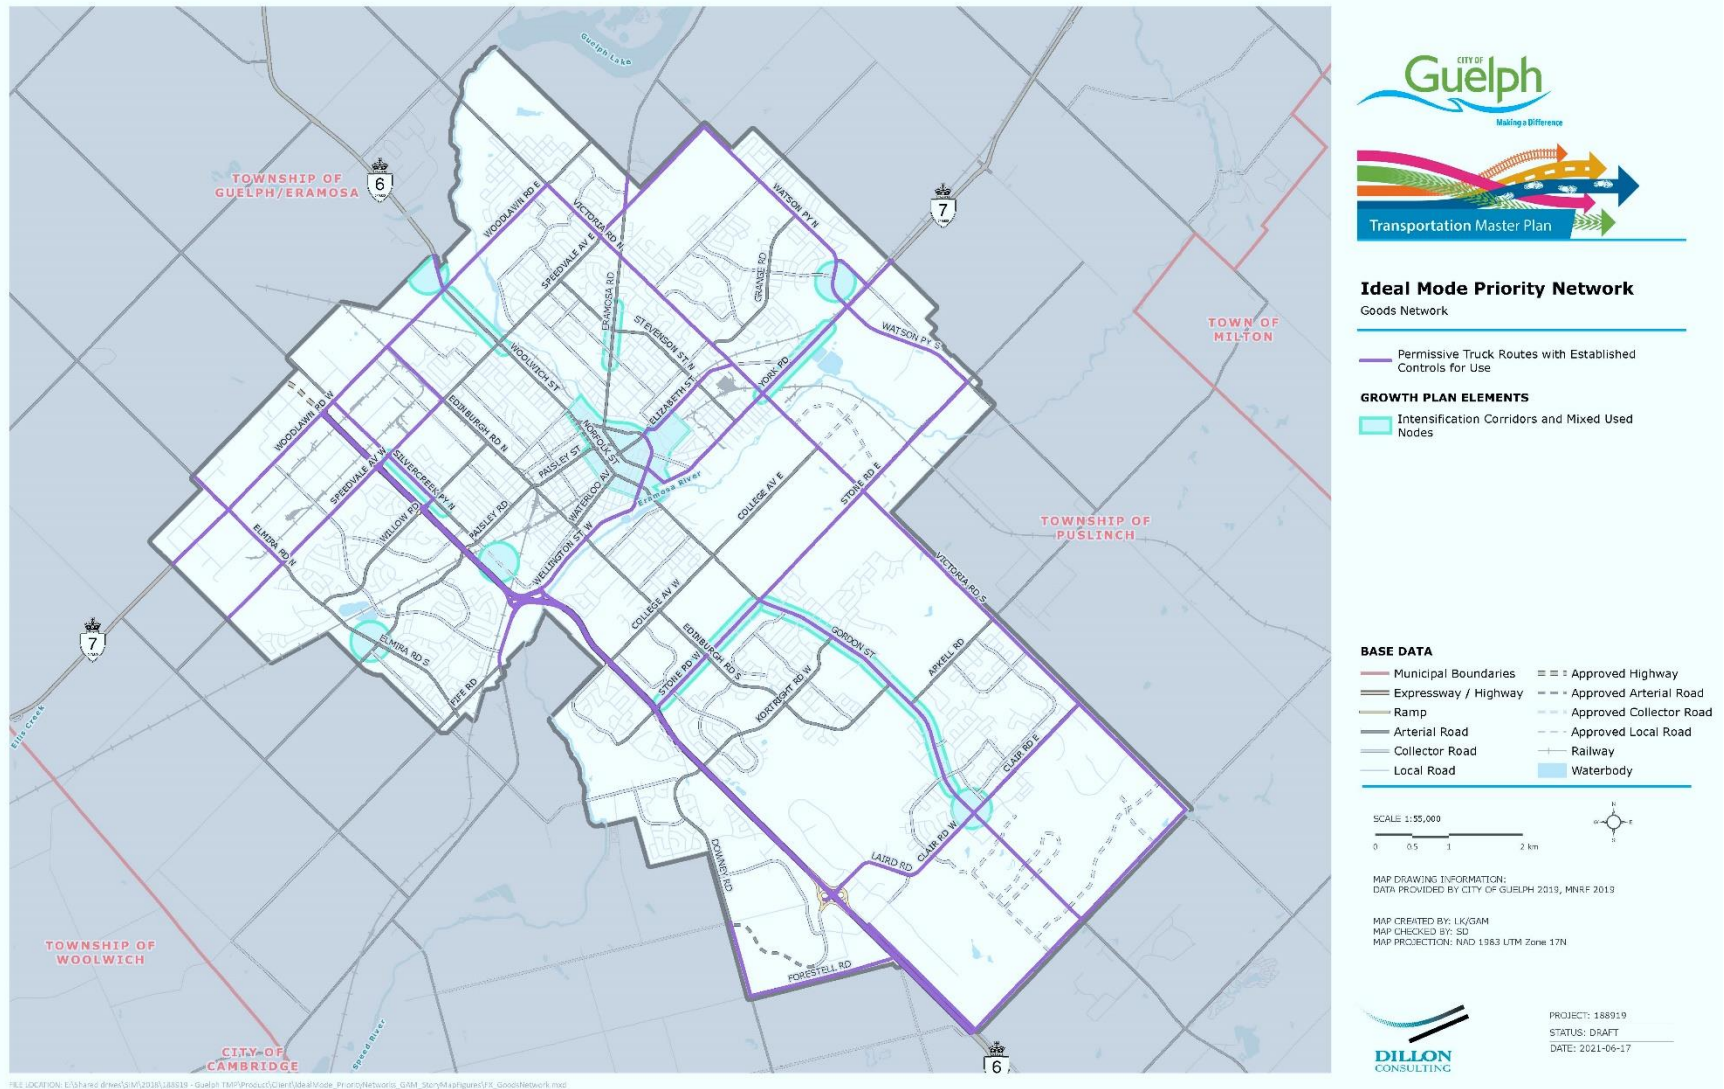 Guelph Lake
TOWNSHIP OF
GUELPH/ERAMOSA
6
7
TOWN OF
MILTON
TOWNSHIP OF
PUSLINCH
7
TOWNSHIP OF
WOOLWICH
CITY OF
CAMBRIDGE
6
Ellis Creek
Speed River
Eramosa River
WOODLAWN RD E
VICTORIA RD N
SPEEDVALE AV E
WATSON PY N
GRANGE RD
ERAMOSA RD
STEVENSON ST N
WATSON PY S
YORK RD
ELIZABETH ST
WOOLWICH ST
EDINBURGH RD N
NORFOLK ST
PAISLEY ST
WATERLOO AV
WOODLAWN RD W
SPEEDVALE AV W
SILVERCREEK PY N
WILLOW RD
PAISLEY RD
ELMIRA RD N
WELLINGTON ST W
COLLEGE AV E
STONE RD E
COLLEGE AV W
VICTORIA RD S
ELMIRA RD S
FIFE RD
EDINBURGH RD S
STONE RD W
GORDON ST
KORTRIGHT RD W
ARKELL RD
CLAIR RD E
CLAIR RD W
LAIRD RD
DOWNEY RD
FORESTELL RD
CITY OF
Guelph
Making a Difference
Transportation Master Plan
Ideal Mode Priority Network
Goods Network
Permissive Truck Routes with Established
Controls for Use
GROWTH PLAN ELEMENTS
Intensification Corridors and Mixed Used
Nodes
BASE DATA
Municipal Boundaries
Expressway / Highway
Ramp
Arterial Road
Collector Road
Local Road
Approved Highway
Approved Arterial Road
Approved Collector Road
Approved Local Road
Railway
Waterbody
SCALE 1:55,000
0 0.5 1 2 km
N
W E
S
MAP DRAWING INFORMATION:
DATA PROVIDED BY CITY OF GUELPH 2019, MNRF 2019
MAP CREATED BY: LK/GAM
MAP CHECKED BY: SD
MAP PROJECTION: NAD 1983 UTM Zone 17N
DILLON
CONSULTING
PROJECT: 188919
STATUS: DRAFT
DATE: 2021-06-17